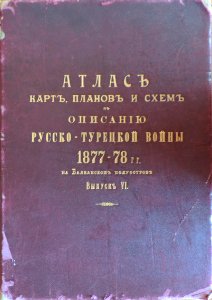 АТЛАСЪ
КАРТЪ, ПЛАНОВЪ И СХЕМЪ
къ
ОПИСАНІЮ
РУССКО-ТУРЕЦКОЙ ВОЙНЫ
1877-78 г.г.
на Балканскомъ полуостровѣ
Выпускъ VI.